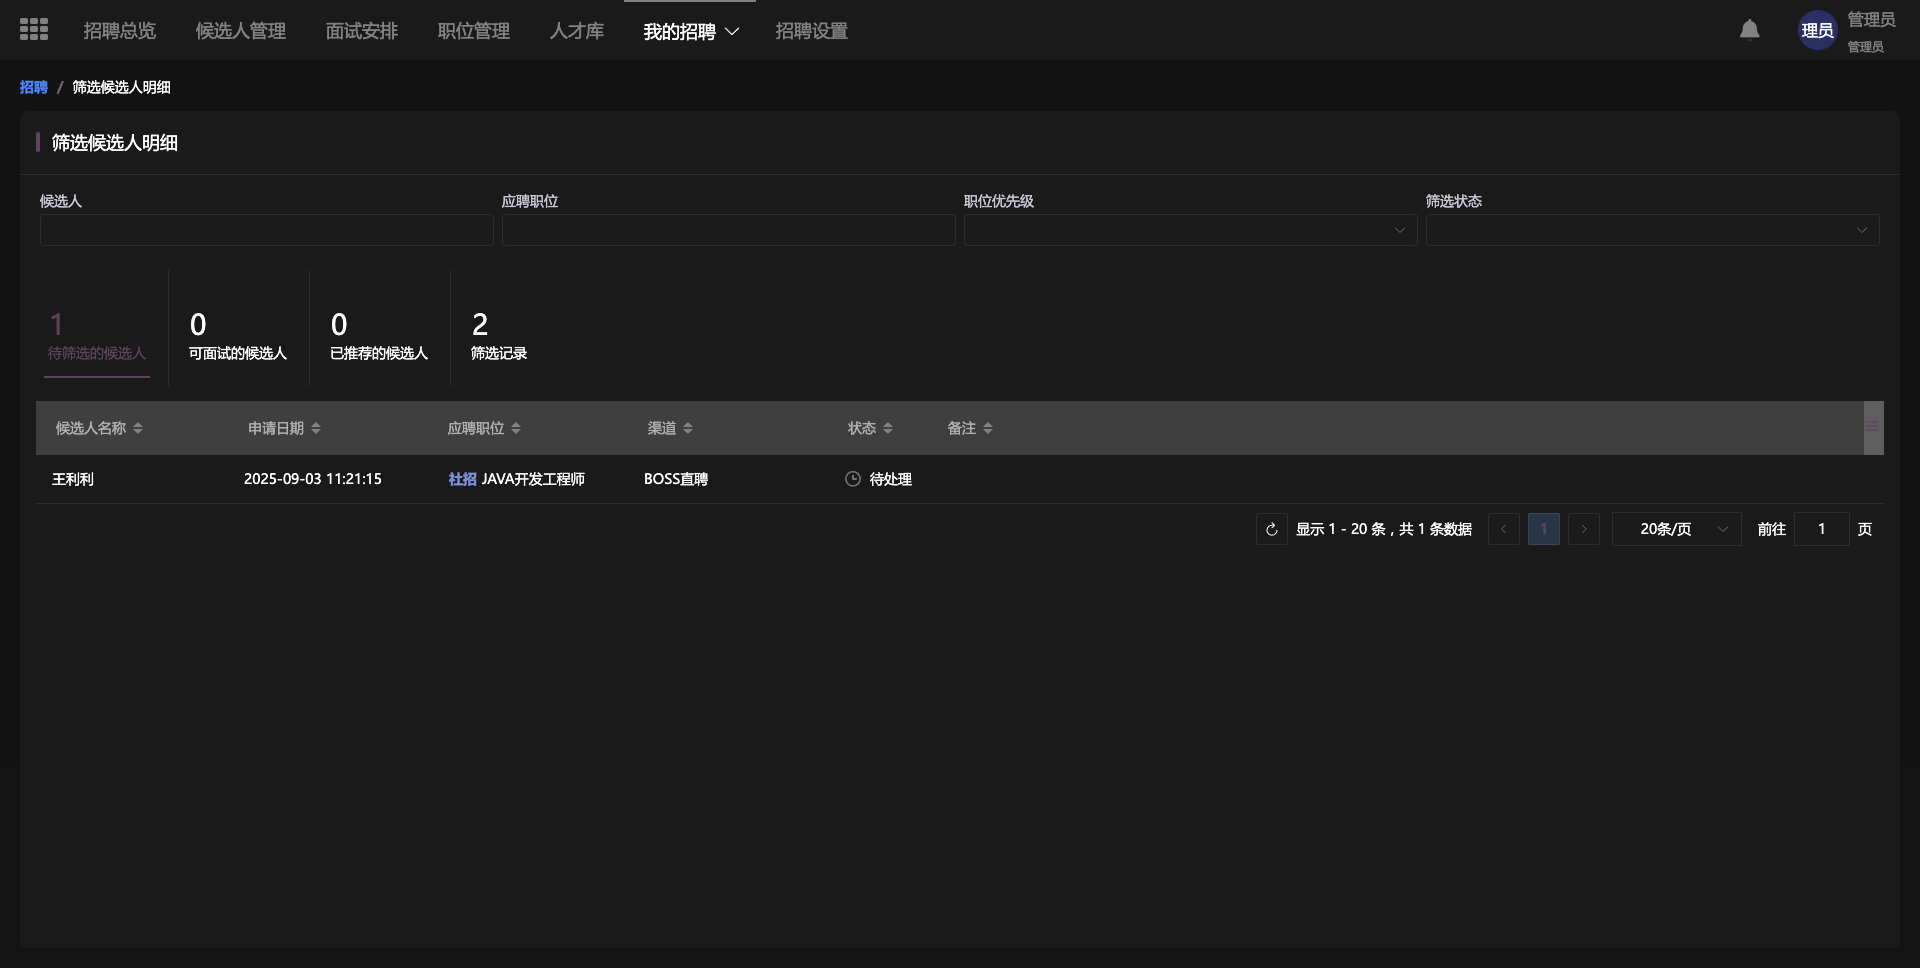 招聘总览 候选人管理 面试安排 职位管理 人才库 我的招聘 招聘设置 理员 管理员
管理员
招聘 / 筛选候选人明细
筛选候选人明细
候选人 应聘职位 职位优先级 筛选状态
1 0 0 2
待筛选的候选人 可面试的候选人 已推荐的候选人 筛选记录
候选人名称 申请日期 应聘职位 渠道 状态 备注
王利利 2025-09-03 11:21:15 社招 JAVA开发工程师 BOSS直聘 待处理
显示 1 - 20 条，共 1 条数据 1 20条/页 前往 1 页